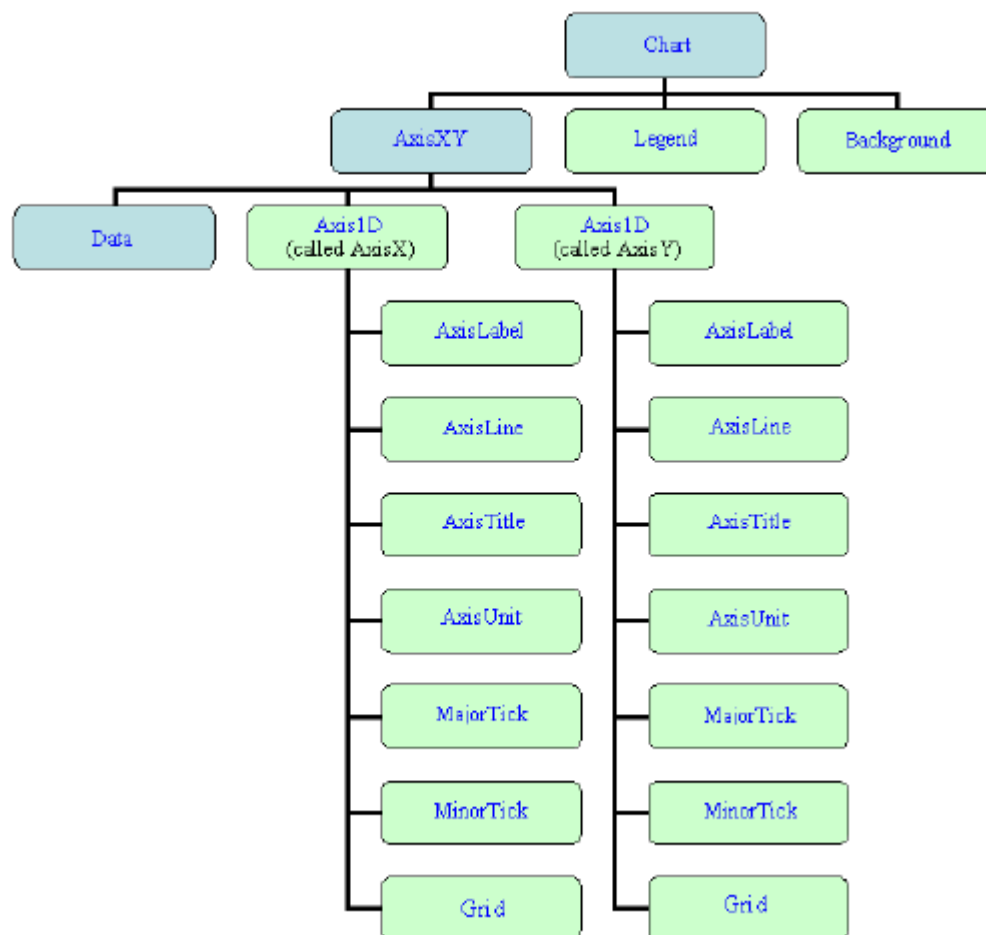 Chart
AxisXY
Legend
Background
Data
Axis1D
(called AxisX)
Axis1D
(called AxisY)
AxisLabel
AxisLabel
AxisLine
AxisLine
AxisTitle
AxisTitle
AxisUnit
AxisUnit
MajorTick
MajorTick
MinorTick
MinorTick
Grid
Grid